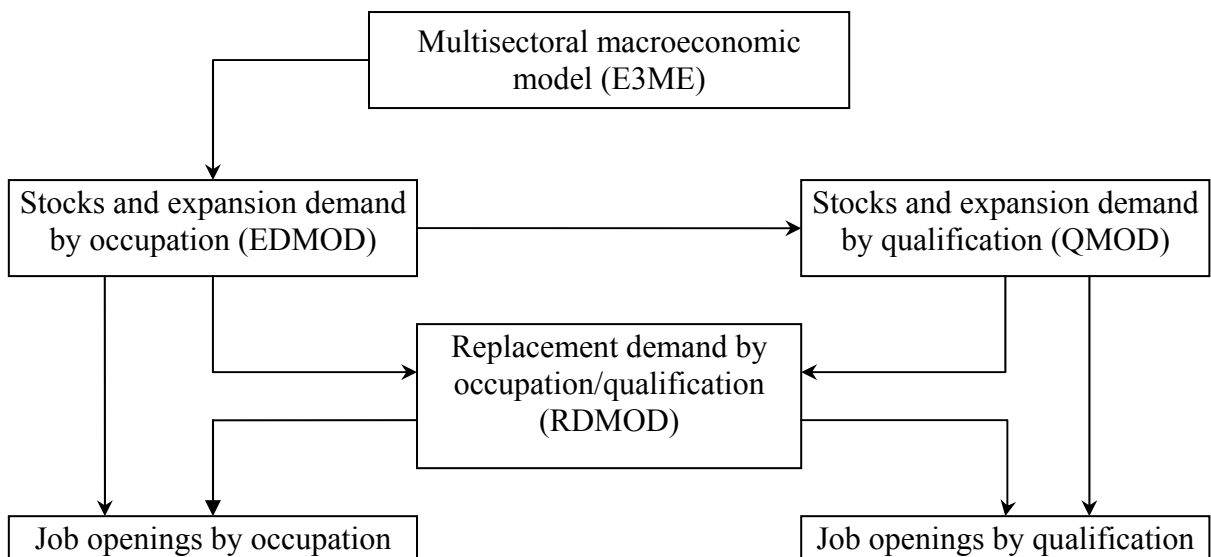 Multisectoral macroeconomic
model (E3ME)
Stocks and expansion demand
by occupation (EDMOD)
Stocks and expansion demand
by qualification (QMOD)
Replacement demand by
occupation/qualification
(RDMOD)
Job openings by occupation
Job openings by qualification